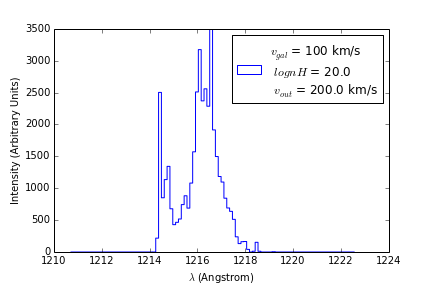 3500
3000
2500
2000
1500
1000
500
0
Intensity (Arbitrary Units)
v_gal = 100 km/s
lognH = 20.0
v_out = 200.0 km/s
1210 1212 1214 1216 1218 1220 1222 1224
λ (Angstrom)